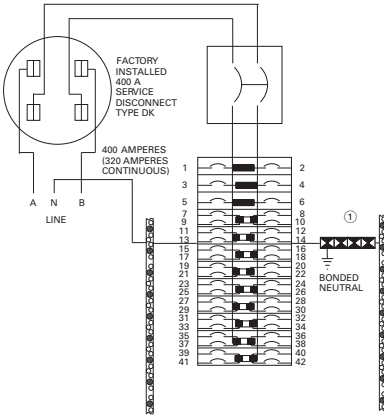 FACTORY
INSTALLED
400 A
SERVICE
DISCONNECT
TYPE DK
400 AMPERES
(320 AMPERES
CONTINUOUS)
A N B
LINE
1 2
3 4
5 6
7 8
9 10
11 12
13 14
15 16
17 18
19 20
21 22
23 24
25 26
27 28
29 30
31 32
33 34
35 36
37 38
39 40
41 42
1
BONDED
NEUTRAL